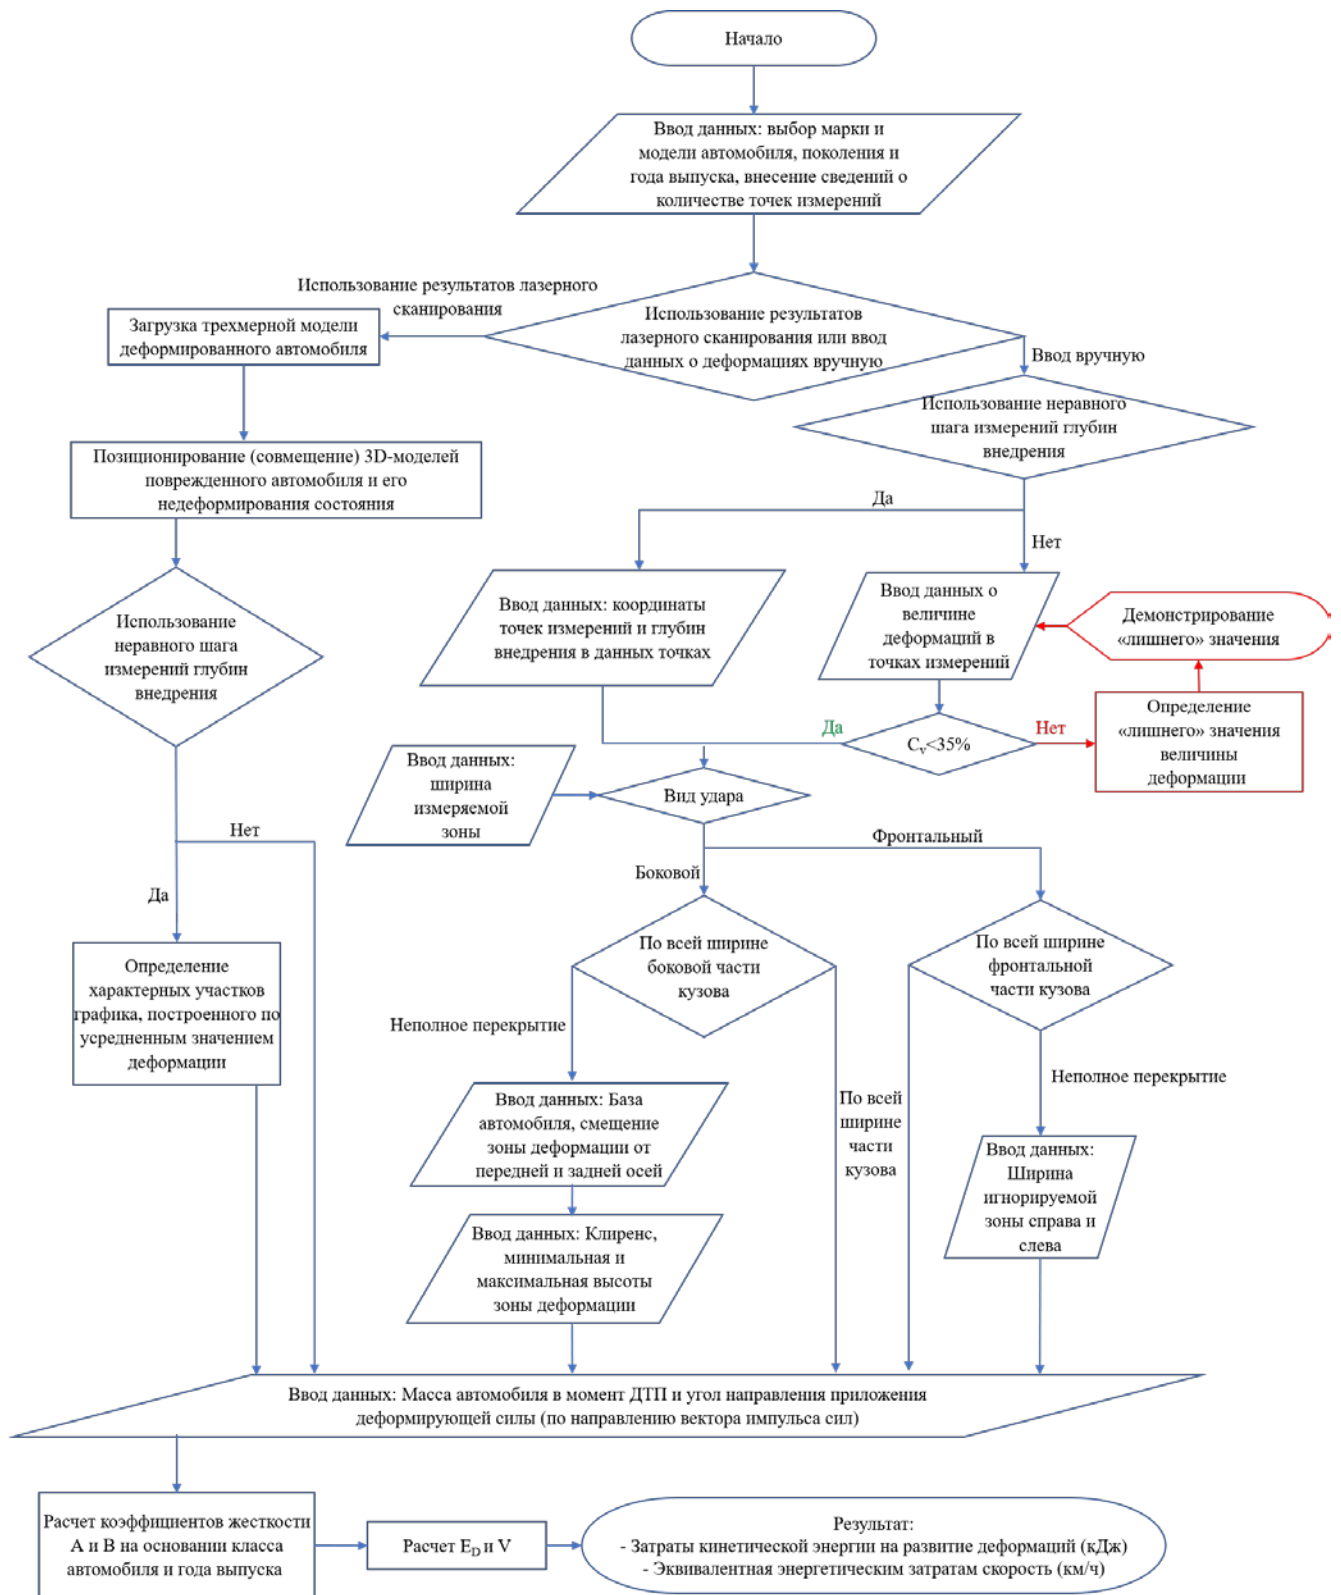 Начало
Ввод данных: выбор марки и
модели автомобиля, поколения и
года выпуска, внесение сведений о
количестве точек измерений
Использование результатов лазерного
сканирования
Использование результатов
лазерного сканирования или ввод
данных о деформациях вручную
Загрузка трехмерной модели
деформированного автомобиля
Ввод вручную
Использование неравного
шага измерений глубин
внедрения
Позиционирование (совмещение) 3D-моделей
поврежденного автомобиля и его
недеформирования состояния
Да
Нет
Использование
неравного шага
измерений глубин
внедрения
Ввод данных: координаты
точек измерений и глубин
внедрения в данных точках
Ввод данных о
величине
деформаций в
точках измерений
Демонстрирование
«лишнего» значения
Да
C_v<35%
Нет
Определение
«лишнего» значения
величины
деформации
Ввод данных:
ширина
измеряемой
зоны
Вид удара
Нет
Фронтальный
Боковой
Да
По всей ширине
боковой части
кузова
По всей ширине
фронтальной
части кузова
Определение
характерных участков
графика, построенного по
усредненным значением
деформации
Неполное перекрытие
Неполное перекрытие
Ввод данных: База
автомобиля, смещение
зоны деформации от
передней и задней осей
По всей
ширине
части
кузова
Ввод данных:
Ширина
игнорируемой
зоны справа и
слева
Ввод данных: Клиренс,
минимальная и
максимальная высоты
зоны деформации
Ввод данных: Масса автомобиля в момент ДТП и угол направления приложения
деформирующей силы (по направлению вектора импульса сил)
Расчет коэффициентов жесткости
А и В на основании класса
автомобиля и года выпуска
Расчет E_D и V
Результат:
- Затраты кинетической энергии на развитие деформаций (кДж)
- Эквивалентная энергетическим затратам скорость (км/ч)